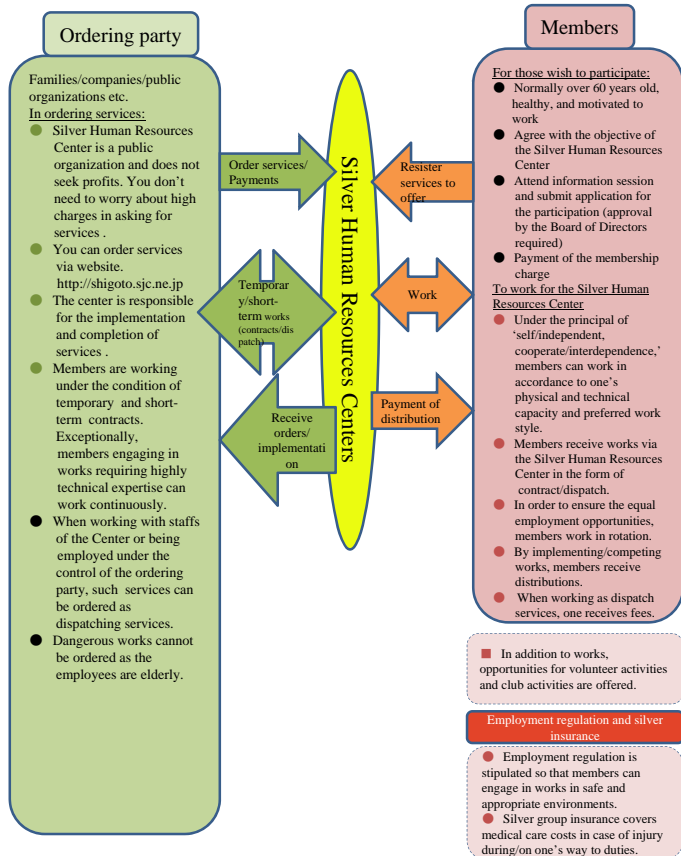 Ordering party
Families/companies/public
organizations etc.
In ordering services:
● Silver Human Resources
Center is a public
organization and does not
seek profits. You don't
need to worry about high
charges in asking for
services .
● You can order services
via website.
http://shigoto.sjc.ne.jp
● The center is responsible
for the implementation
and completion of
services .
● Members are working
under the condition of
temporary and short-
term contracts.
Exceptionally,
members engaging in
works requiring highly
technical expertise can
work continuously.
● When working with staffs
of the Center or being
employed under the
control of the ordering
party, such services can
be ordered as
dispatching services.
● Dangerous works cannot
be ordered as the
employees are elderly.
Order services/
Payments
Temporar
y/short-
term works
(contracts/dis
patch)
Receive
orders/
implementati
on
Silver Human Resources Centers
Resister
services to
offer
Work
Payment of
distribution
Members
For those wish to participate:
● Normally over 60 years old,
healthy, and motivated to
work
● Agree with the objective of
the Silver Human Resources
Center
● Attend information session
and submit application for
the participation (approval
by the Board of Directors
required)
● Payment of the membership
charge
To work for the Silver Human
Resources Center
● Under the principal of
‘self/independent,
cooperate/interdependence,’
members can work in
accordance to one’s
physical and technical
capacity and preferred work
style.
● Members receive works via
the Silver Human Resources
Center in the form of
contract/dispatch.
● In order to ensure the equal
employment opportunities,
members work in rotation.
● By implementing/competing
works, members receive
distributions.
● When working as dispatch
services, one receives fees.
■ In addition to works,
opportunities for volunteer activities
and club activities are offered.
Employment regulation and silver
insurance
● Employment regulation is
stipulated so that members can
engage in works in safe and
appropriate environments.
● Silver group insurance covers
medical care costs in case of injury
during/on one’s way to duties.